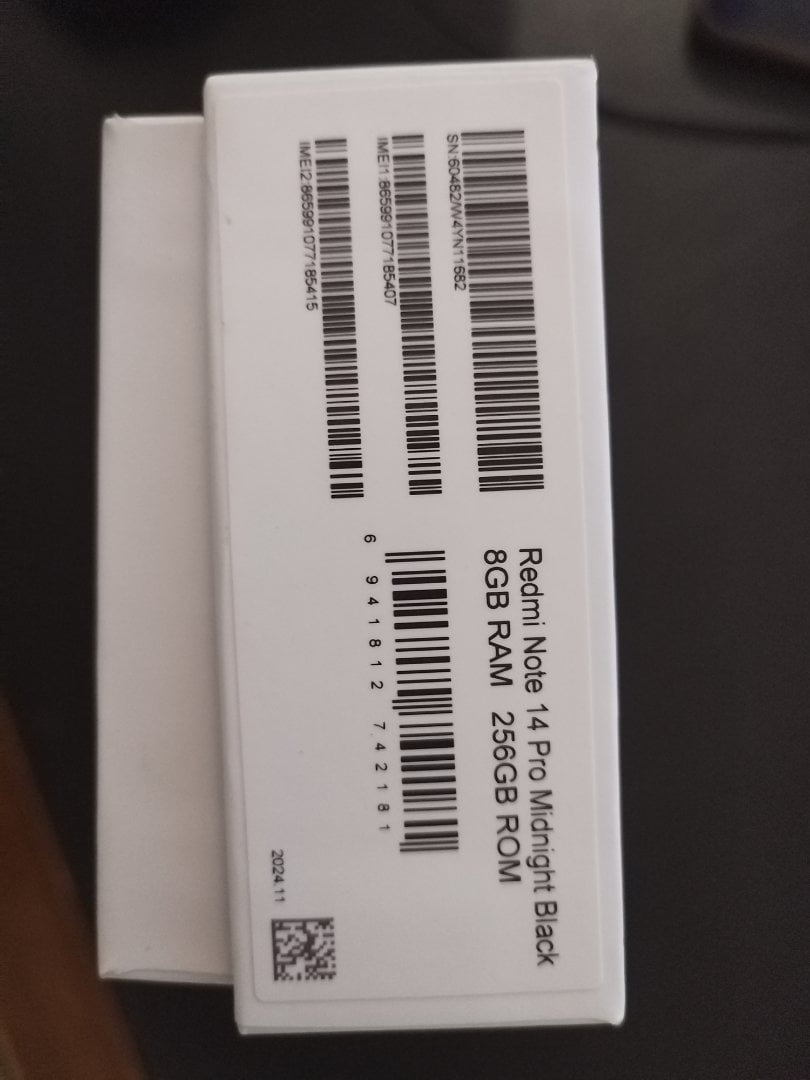 Redmi Note 14 Pro Midnight Black
8GB RAM 256GB ROM
SN:60482/W4YN11682
IMEI1:865991077185407
IMEI2:865991077185415
6 941812 742181
2024.11